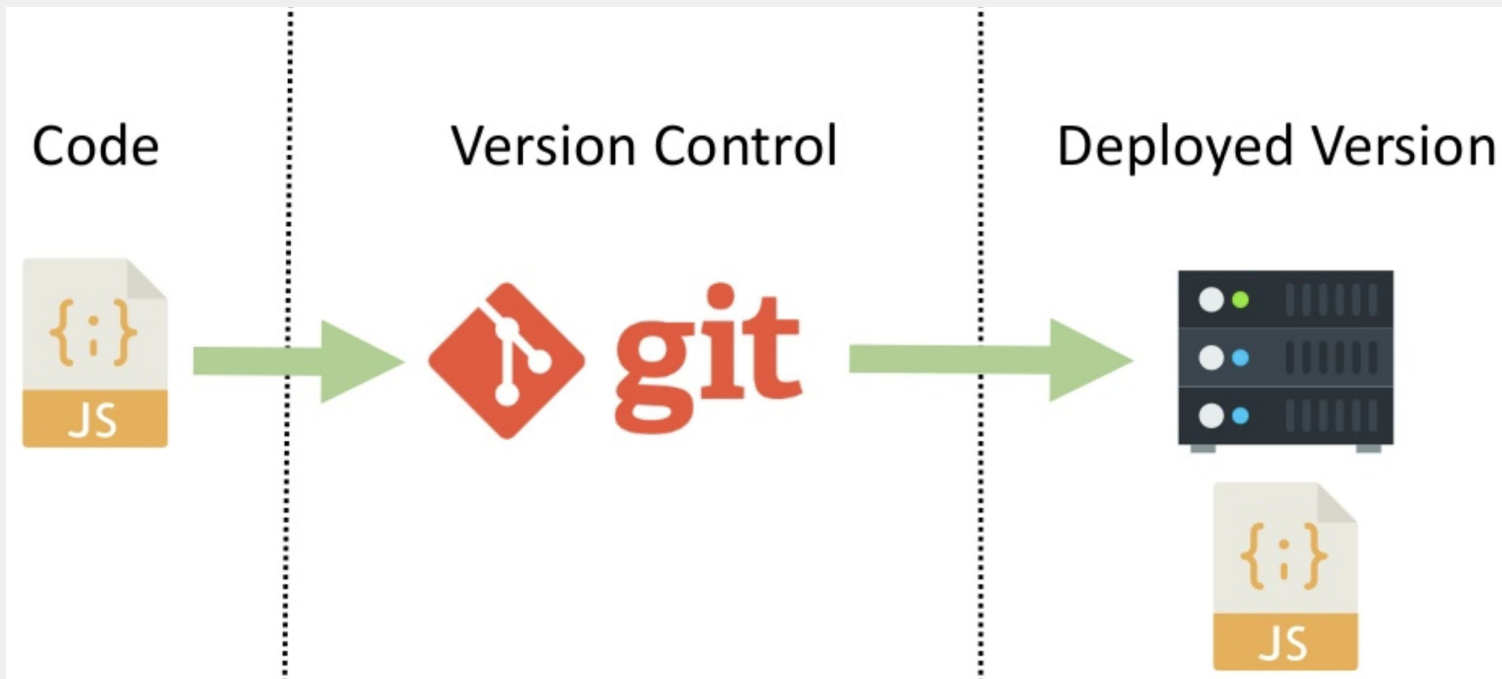 Code
Version Control
Deployed Version
{;}
JS
git
{;}
JS